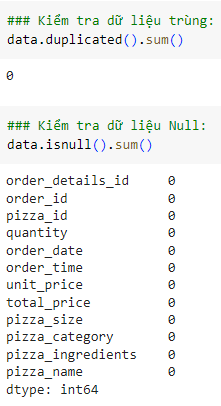 ### Kiểm tra dữ liệu trùng:
data.duplicated().sum()
0
### Kiểm tra dữ liệu Null:
data.isnull().sum()
order_details_id 0
order_id 0
pizza_id 0
quantity 0
order_date 0
order_time 0
unit_price 0
total_price 0
pizza_size 0
pizza_category 0
pizza_ingredients 0
pizza_name 0
dtype: int64